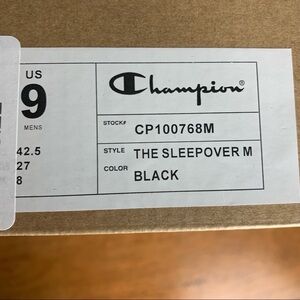 US
9
MENS
42.5
27
8
Champion®
STOCK# CP100768M
STYLE THE SLEEPOVER M
COLOR BLACK